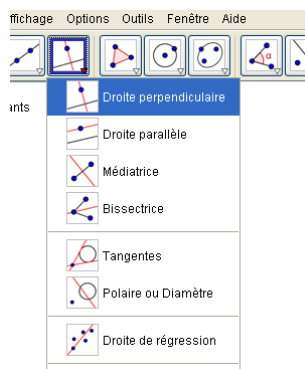 ffichage Options Outils Fenêtre Aide
ants
Droite perpendiculaire
Droite parallèle
Médiatrice
Bissectrice
Tangentes
Polaire ou Diamètre
Droite de régression